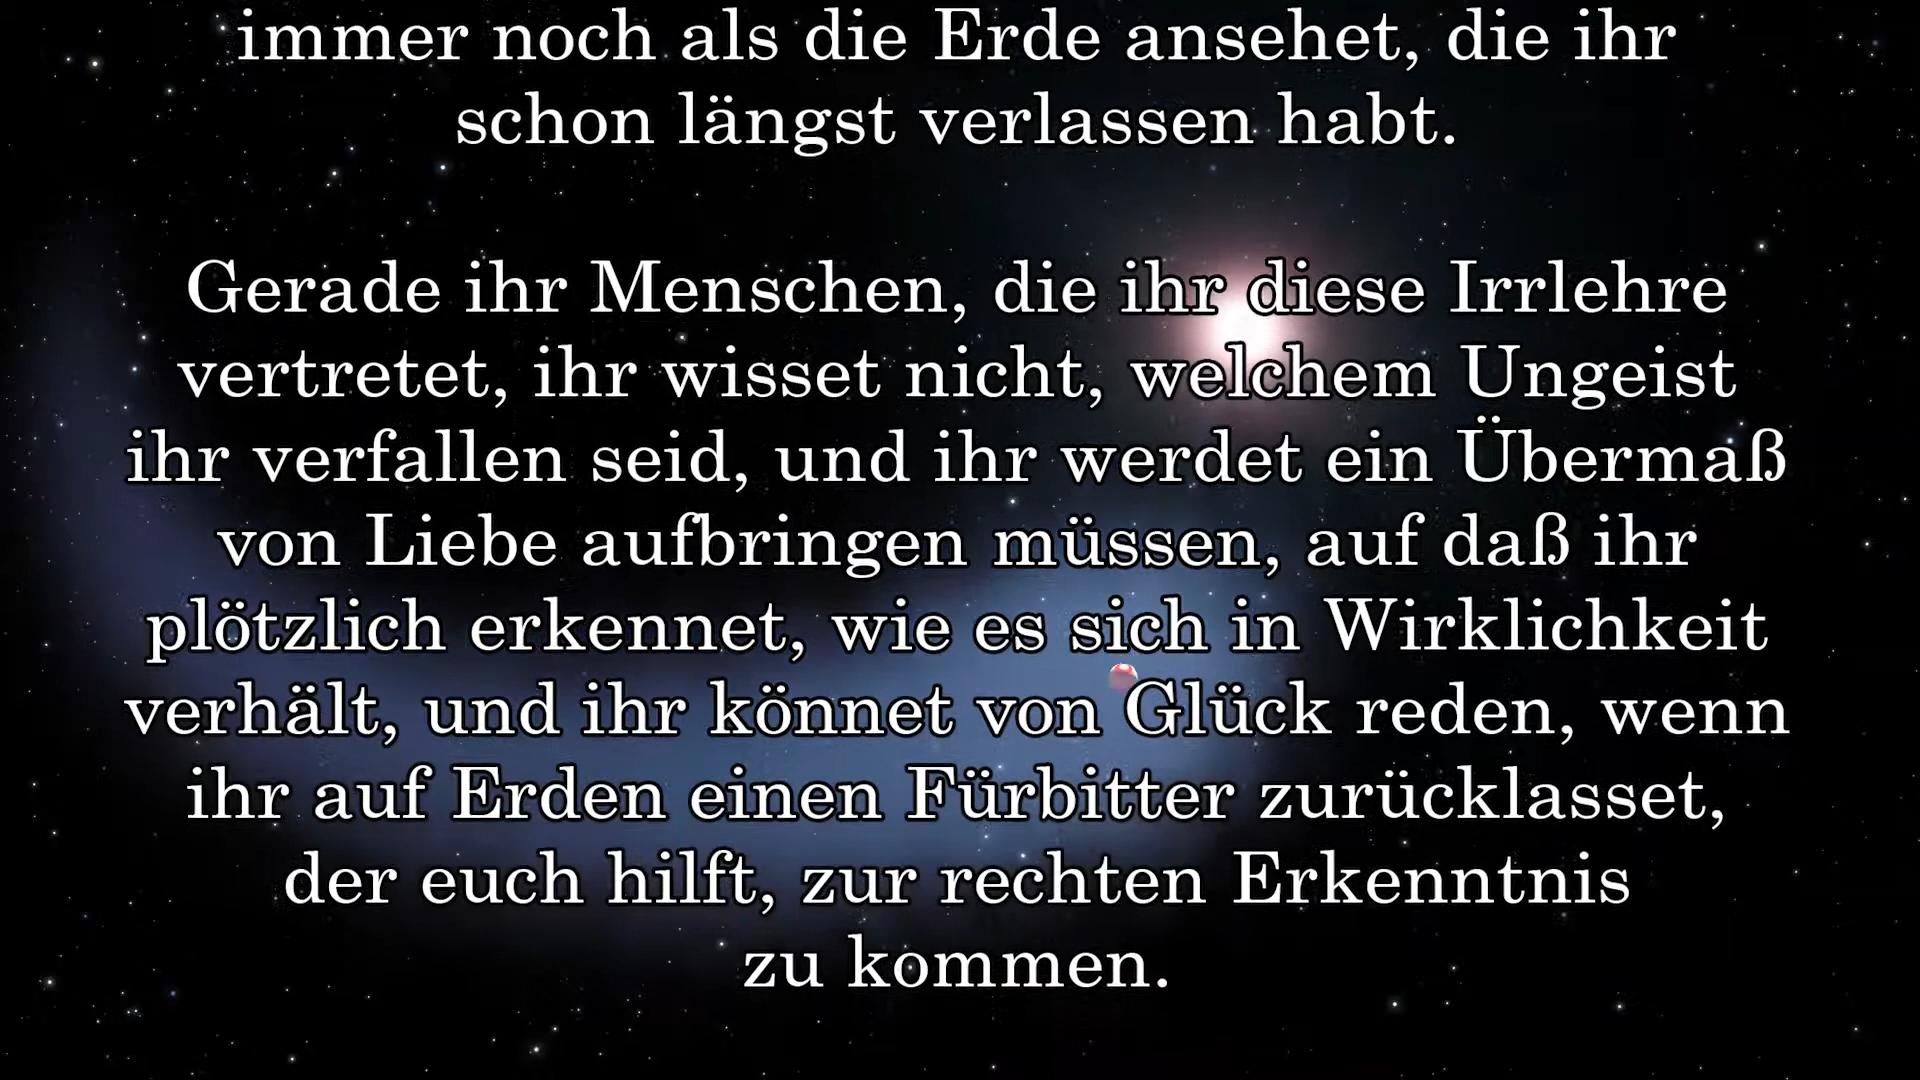 immer noch als die Erde ansehet, die ihr
schon längst verlassen habt.
Gerade ihr Menschen, die ihr diese Irrlehre
vertretet, ihr wisset nicht, welchem Ungeist
ihr verfallen seid, und ihr werdet ein Übermaß
von Liebe aufbringen müssen, auf daß ihr
plötzlich erkennet, wie es sich in Wirklichkeit
verhält, und ihr könnet von Glück reden, wenn
ihr auf Erden einen Fürbitter zurücklasset,
der euch hilft, zur rechten Erkenntnis
zu kommen.